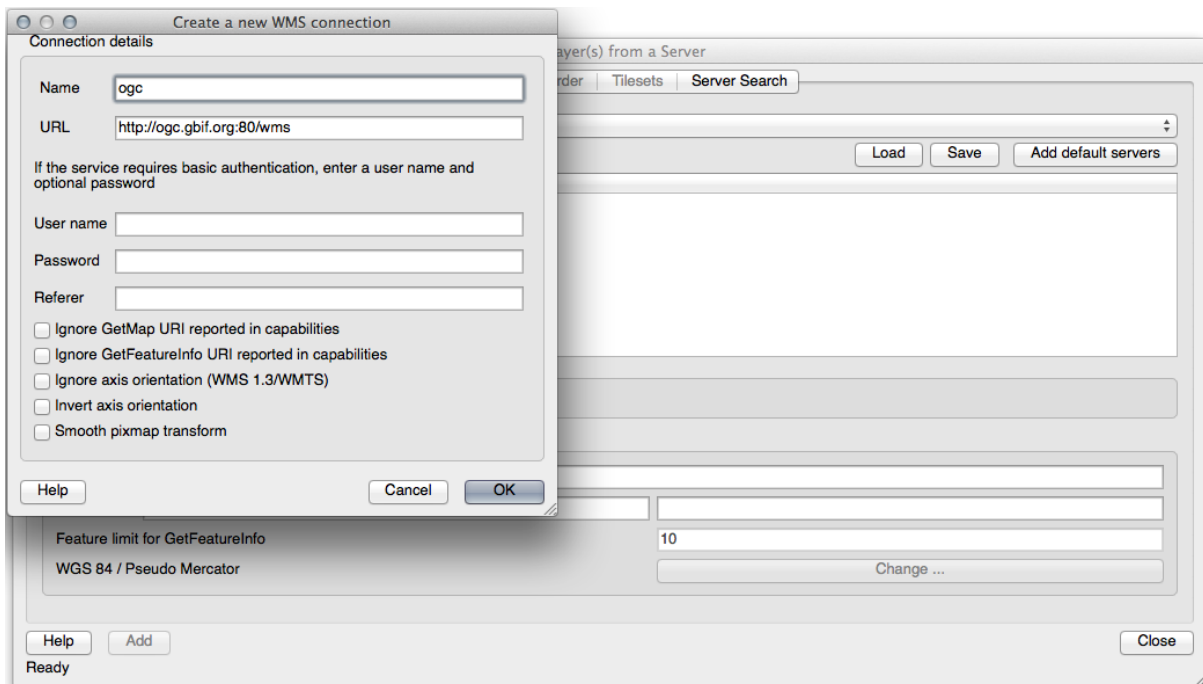 Create a new WMS connection
Connection details
Name ogc
URL http://ogc.gbif.org:80/wms
If the service requires basic authentication, enter a user name and
optional password
User name
Password
Referer
Ignore GetMap URI reported in capabilities
Ignore GetFeatureInfo URI reported in capabilities
Ignore axis orientation (WMS 1.3/WMTS)
Invert axis orientation
Smooth pixmap transform
Help Cancel OK
from a Server
Tilesets Server Search
Load Save Add default servers
Feature limit for GetFeatureInfo 10
WGS 84 / Pseudo Mercator Change ...
Help Add Close
Ready